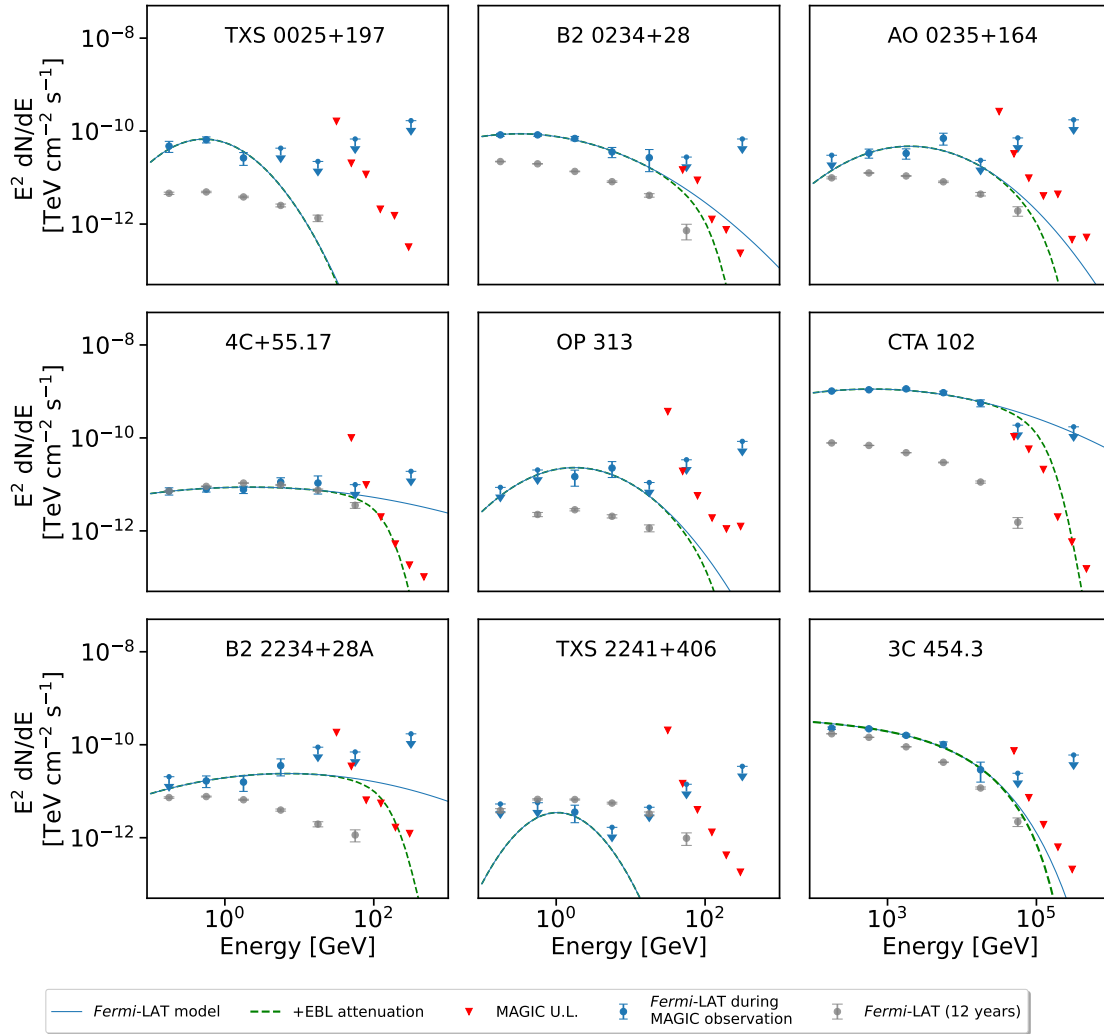 TXS 0025+197
B2 0234+28
AO 0235+164
10⁻⁸
10⁻¹⁰
10⁻¹²
E² dN/dE
[TeV cm⁻² s⁻¹]
4C+55.17
OP 313
CTA 102
10⁻⁸
10⁻¹⁰
10⁻¹²
E² dN/dE
[TeV cm⁻² s⁻¹]
B2 2234+28A
TXS 2241+406
3C 454.3
10⁻⁸
10⁻¹⁰
10⁻¹²
E² dN/dE
[TeV cm⁻² s⁻¹]
10⁰ 10² 10⁰ 10² 10³ 10⁵
Energy [GeV] Energy [GeV] Energy [GeV]
Fermi-LAT model
+EBL attenuation
MAGIC U.L.
Fermi-LAT during
MAGIC observation
Fermi-LAT (12 years)